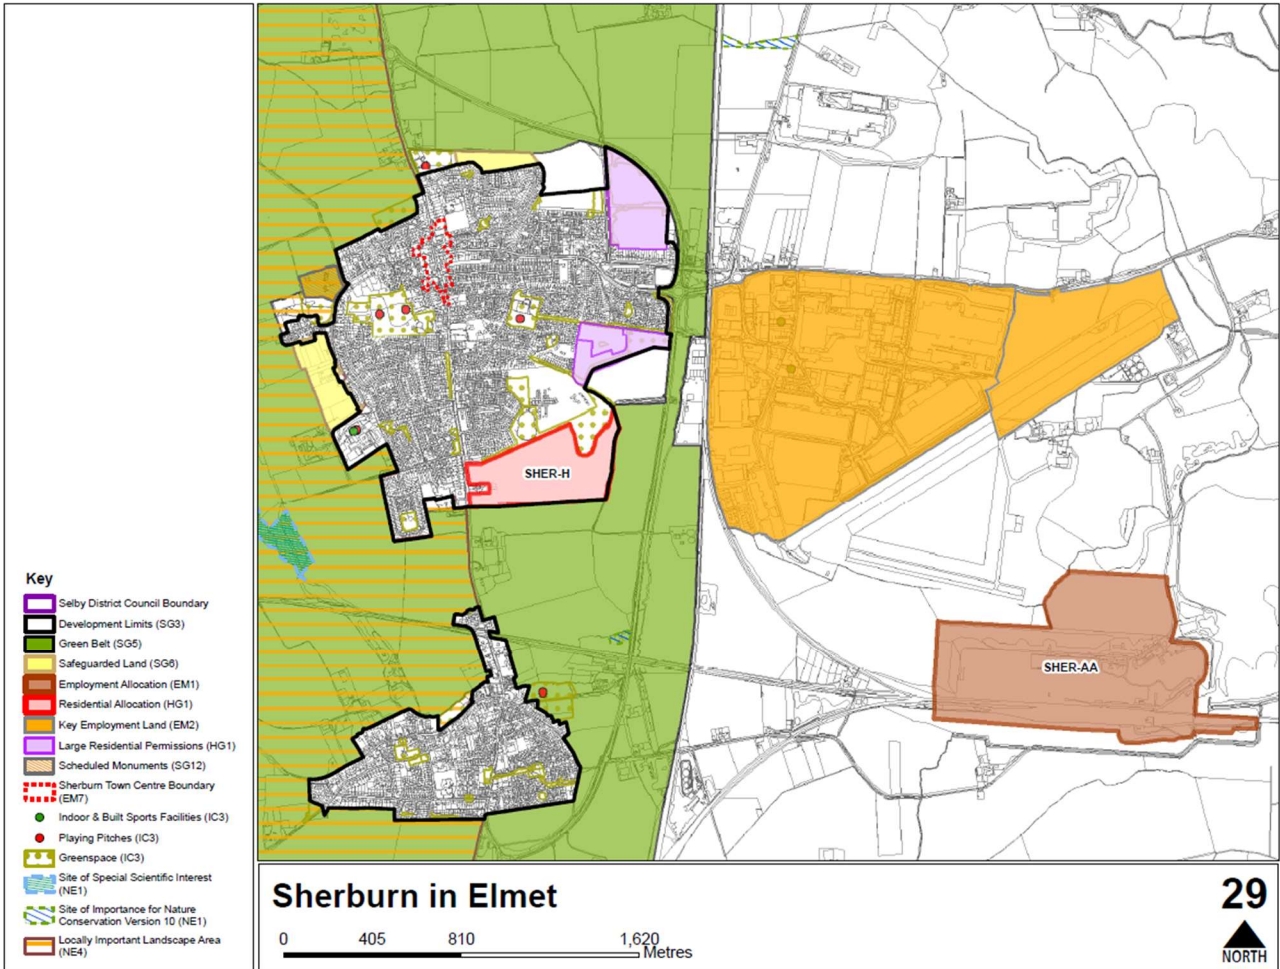 SHER-H
SHER-AA
Key
Selby District Council Boundary
Development Limits (SG3)
Green Belt (SG5)
Safeguarded Land (SG6)
Employment Allocation (EM1)
Residential Allocation (HG1)
Key Employment Land (EM2)
Large Residential Permissions (HG1)
Scheduled Monuments (SG12)
Sherburn Town Centre Boundary
(EM7)
Indoor & Built Sports Facilities (IC3)
Playing Pitches (IC3)
Greenspace (IC3)
Site of Special Scientific Interest
(NE1)
Site of Importance for Nature
Conservation Version 10 (NE1)
Locally Important Landscape Area
(NE4)
Sherburn in Elmet
0 405 810 1,620
Metres
29
NORTH